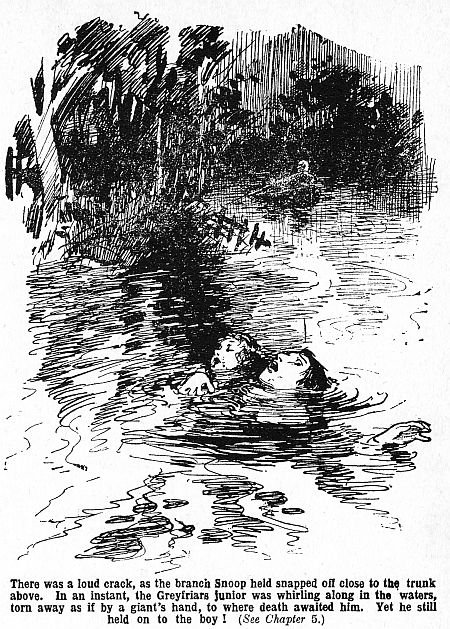 There was a loud crack, as the branch Snoop held snapped off close to the trunk
above. In an instant, the Greyfriars junior was whirling along in the waters,
torn away as if by a giant's hand, to where death awaited him. Yet he still
held on to the boy! (See Chapter 5.)